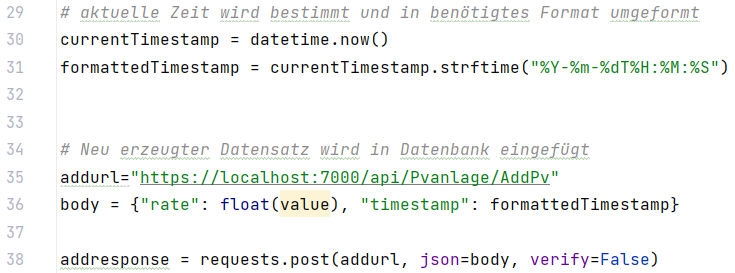 29 # aktuelle Zeit wird bestimmt und in benötigtes Format umgeformt
30 currentTimestamp = datetime.now()
31 formattedTimestamp = currentTimestamp.strftime("%Y-%m-%dT%H:%M:%S")
32
33
34 # Neu erzeugter Datensatz wird in Datenbank eingefügt
35 addurl="https://localhost:7000/api/Pvanlage/AddPv"
36 body = {"rate": float(value), "timestamp": formattedTimestamp}
37
38 addresponse = requests.post(addurl, json=body, verify=False)